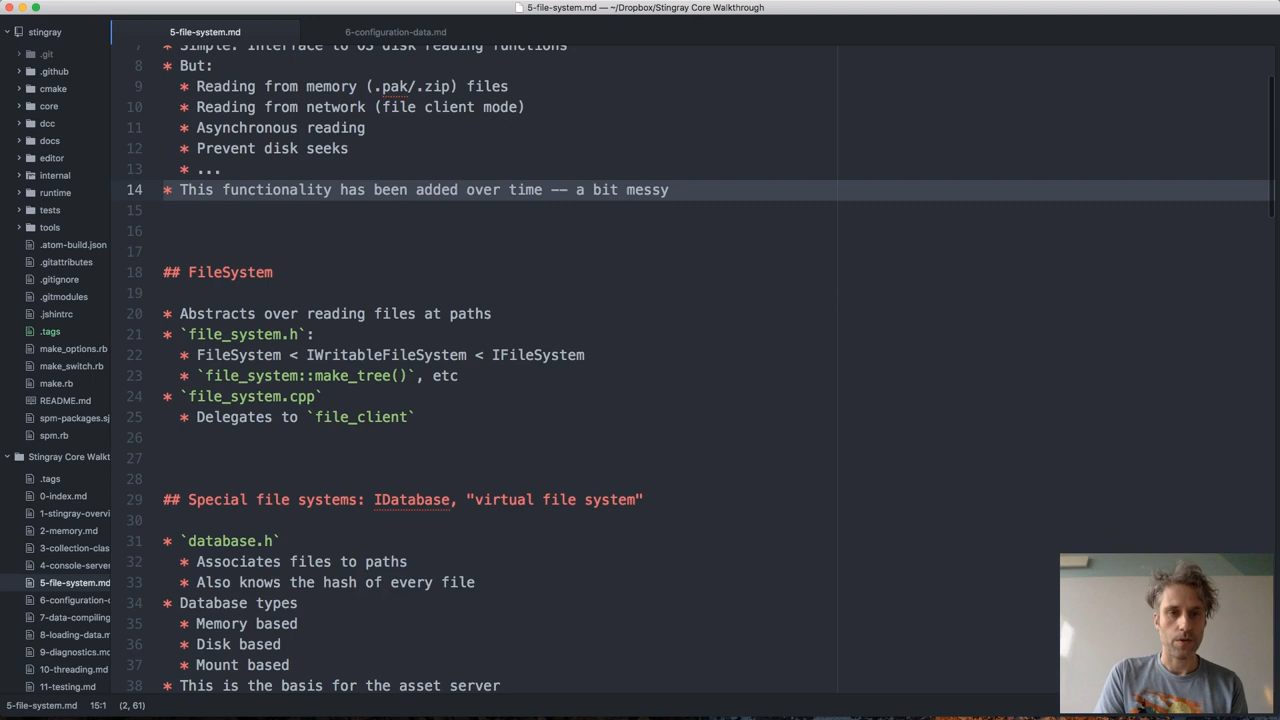 5-file-system.md — ~/Dropbox/Stingray Core Walkthrough
stingray
.git
.github
cmake
core
dcc
docs
editor
internal
runtime
tests
tools
.atom-build.json
.gitattributes
.gitignore
.gitmodules
.jshintrc
.tags
make_options.rb
make_switch.rb
make.rb
README.md
spm-packages.sj
spm.rb
Stingray Core Walkt
.tags
0-index.md
1-stingray-overvi
2-memory.md
3-collection-clas
4-console-server
5-file-system.md
6-configuration-d
7-data-compiling
8-loading-data.m
9-diagnostics.mc
10-threading.md
11-testing.md
5-file-system.md
6-configuration-data.md
7 * Simple: Interface to OS disk reading functions
8 * But:
9 * Reading from memory (.pak/.zip) files
10 * Reading from network (file client mode)
11 * Asynchronous reading
12 * Prevent disk seeks
13 * ...
14 * This functionality has been added over time -- a bit messy
15
16
17
18 ## FileSystem
19
20 * Abstracts over reading files at paths
21 * `file_system.h`:
22 * FileSystem < IWritableFileSystem < IFileSystem
23 * `file_system::make_tree()`, etc
24 * `file_system.cpp`
25 * Delegates to `file_client`
26
27
28
29 ## Special file systems: IDatabase, "virtual file system"
30
31 * `database.h`
32 * Associates files to paths
33 * Also knows the hash of every file
34 * Database types
35 * Memory based
36 * Disk based
37 * Mount based
38 * This is the basis for the asset server
5-file-system.md 15:1 (2, 61)